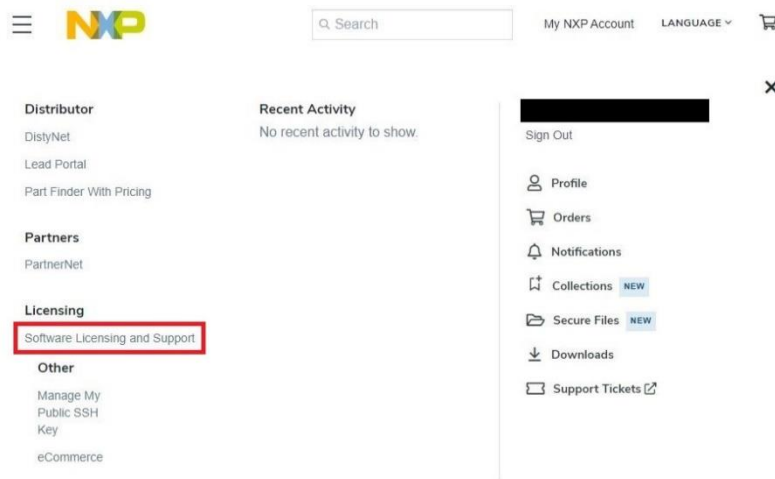 NXP
Search
My NXP Account
LANGUAGE
Distributor
DistyNet
Lead Portal
Part Finder With Pricing
Partners
PartnerNet
Licensing
Software Licensing and Support
Other
Manage My
Public SSH
Key
eCommerce
Recent Activity
No recent activity to show.
Sign Out
Profile
Orders
Notifications
Collections NEW
Secure Files NEW
Downloads
Support Tickets